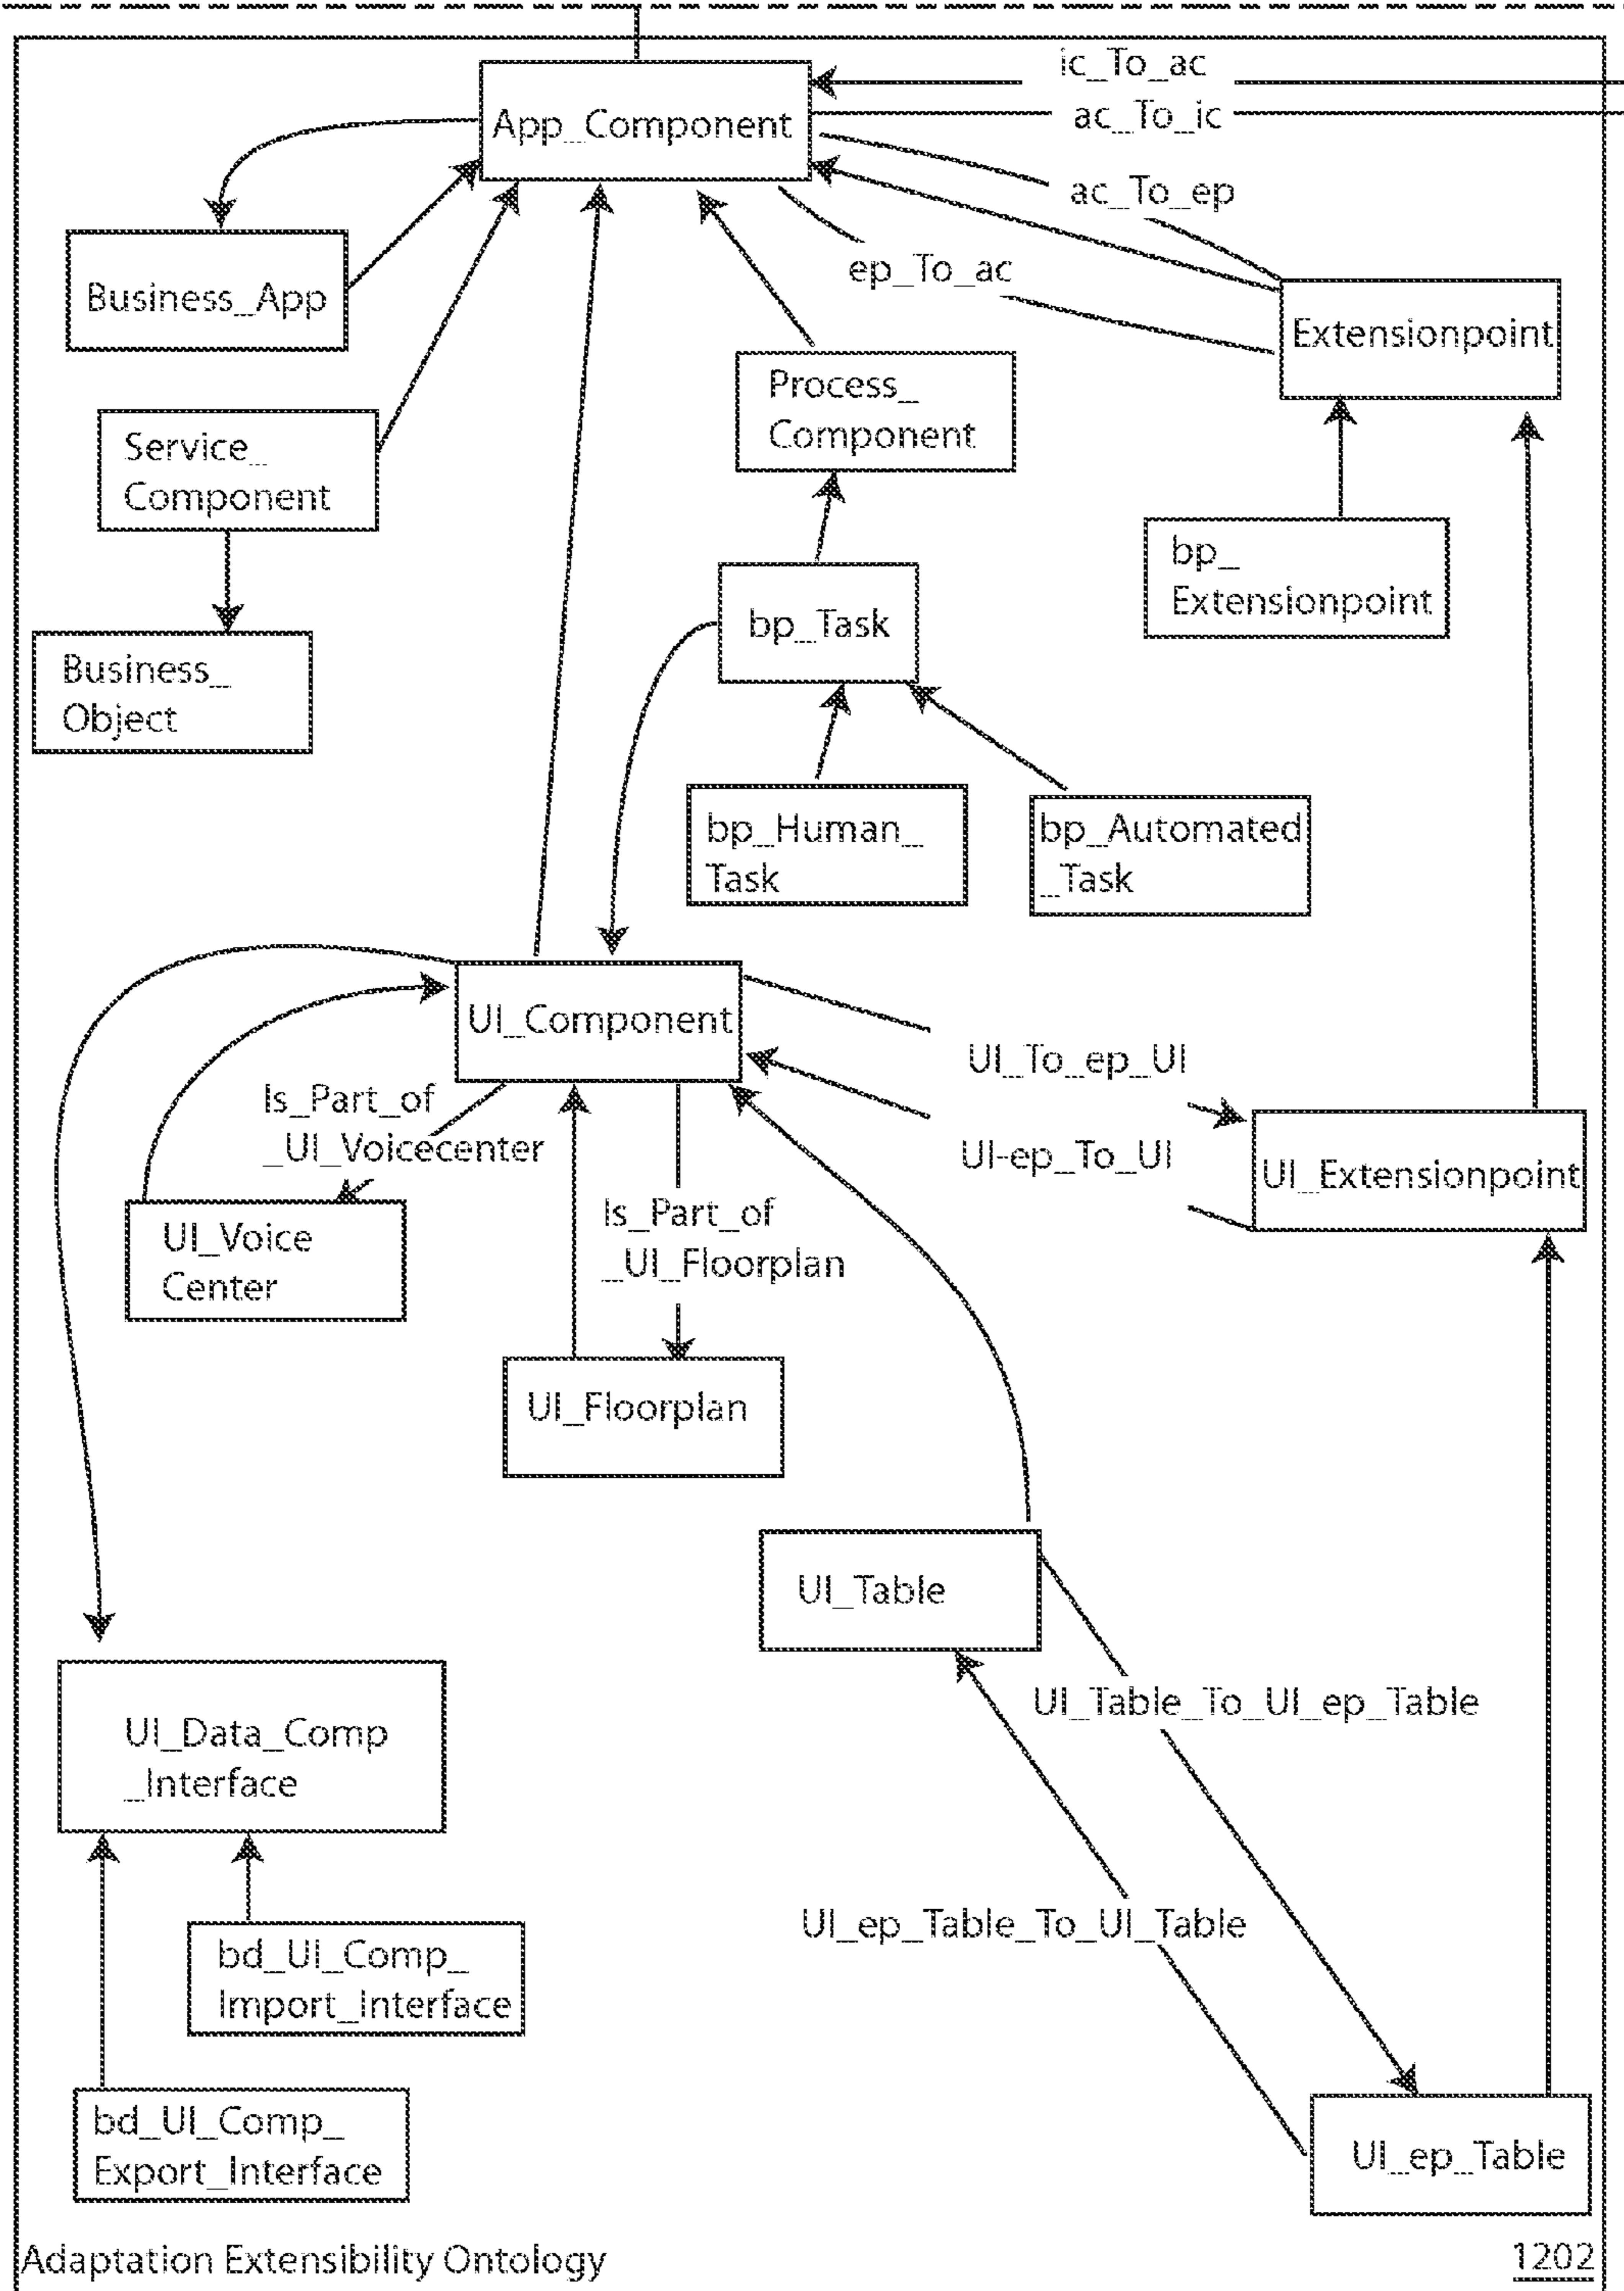 ic_To_ac
App_Component
ac_To_ic
ac_To_ep
ep_To_ac
Business_App
Extensionpoint
Process_
Component
Service_
Component
bp_
Extensionpoint
bp_Task
Business_
Object
bp_Human_
Task
bp_Automated
_Task
UI_Component
UI_To_ep_UI
Is_Part_of
_UI_Voicecenter
UI-ep_To_UI
UI_Extensionpoint
Is_Part_of
_UI_Floorplan
UI_Voice
Center
UI_Floorplan
UI_Table
UI_Table_To_UI_ep_Table
UI_Data_Comp
_Interface
UI_ep_Table_To_UI_Table
bd_UI_Comp_
Import_Interface
bd_UI_Comp_
Export_Interface
UI_ep_Table
Adaptation Extensibility Ontology
1202